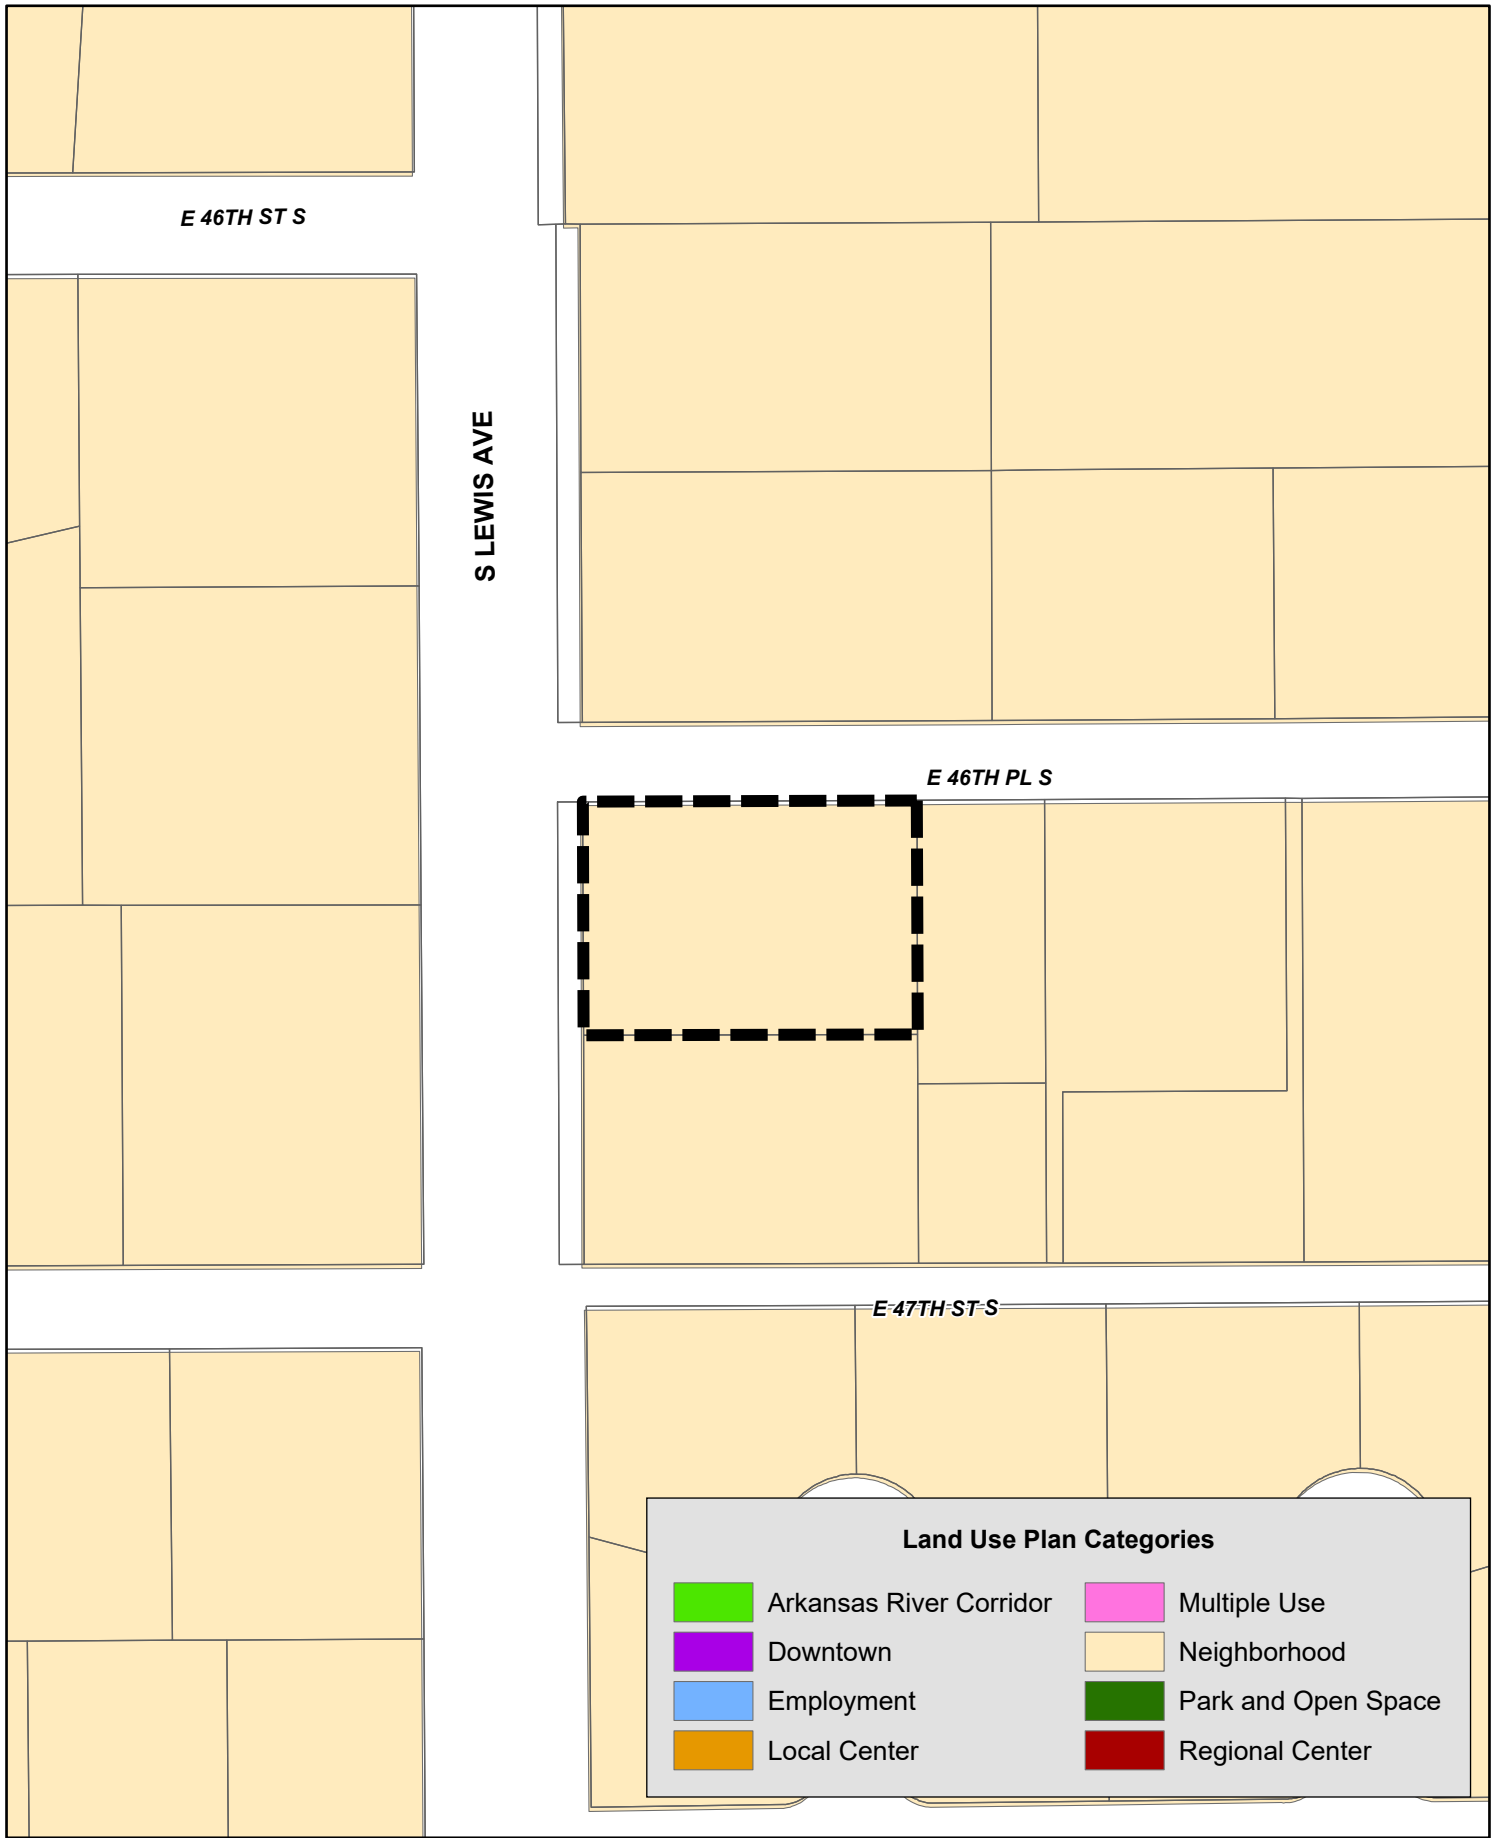 E 46TH ST S
S LEWIS AVE
E 46TH PL S
E 47TH ST S
Land Use Plan Categories
Arkansas River Corridor
Downtown
Employment
Local Center
Multiple Use
Neighborhood
Park and Open Space
Regional Center